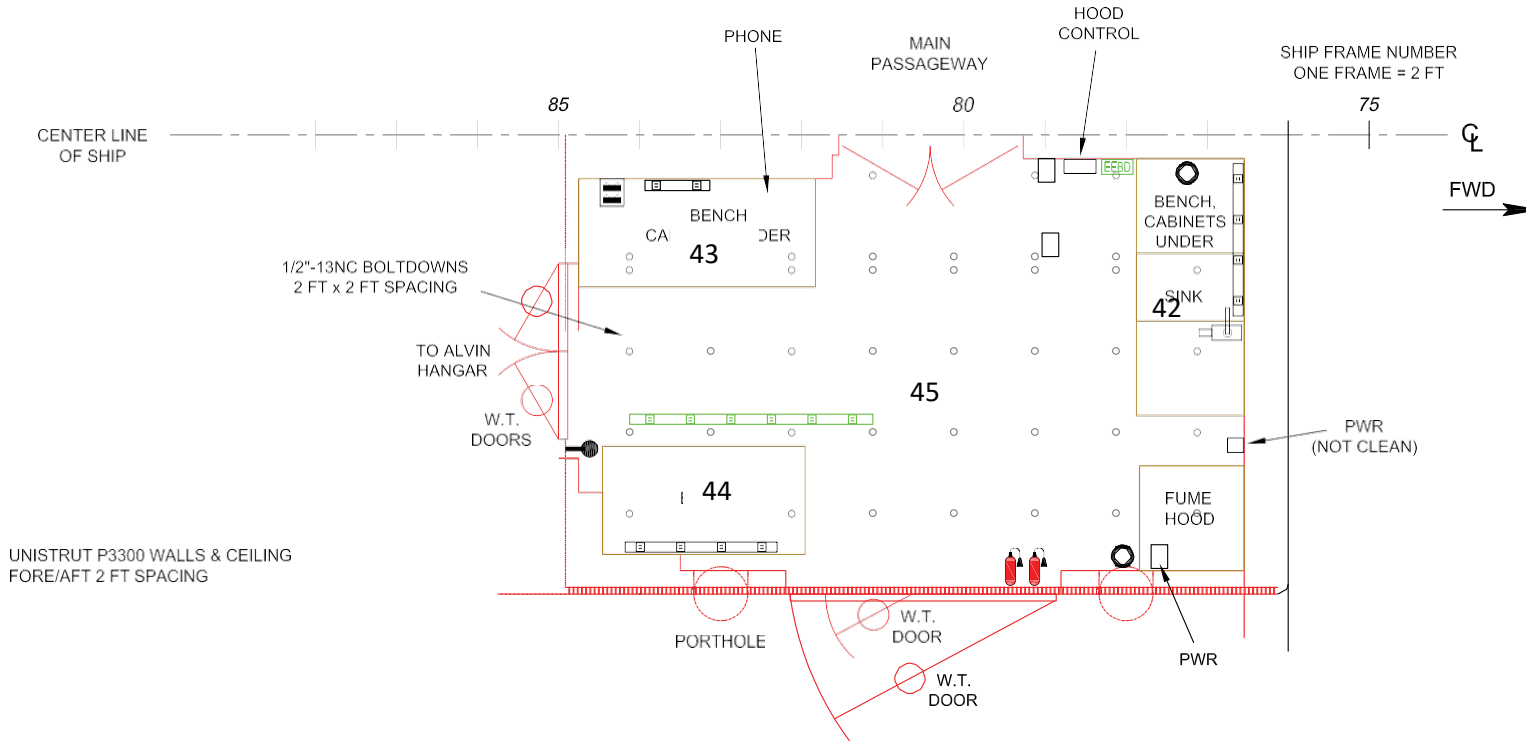 HOOD
CONTROL
PHONE
MAIN
PASSAGEWAY
SHIP FRAME NUMBER
ONE FRAME = 2 FT
85
80
75
CENTER LINE
OF SHIP
CL
FWD
EEBD
BENCH
CA DER
43
BENCH,
CABINETS
UNDER
SINK
42
1/2"-13NC BOLTDOWNS
2 FT x 2 FT SPACING
TO ALVIN
HANGAR
W.T.
DOORS
45
PWR
(NOT CLEAN)
44
FUME
HOOD
UNISTRUT P3300 WALLS & CEILING
FORE/AFT 2 FT SPACING
PORTHOLE
W.T.
DOOR
PWR
W.T.
DOOR